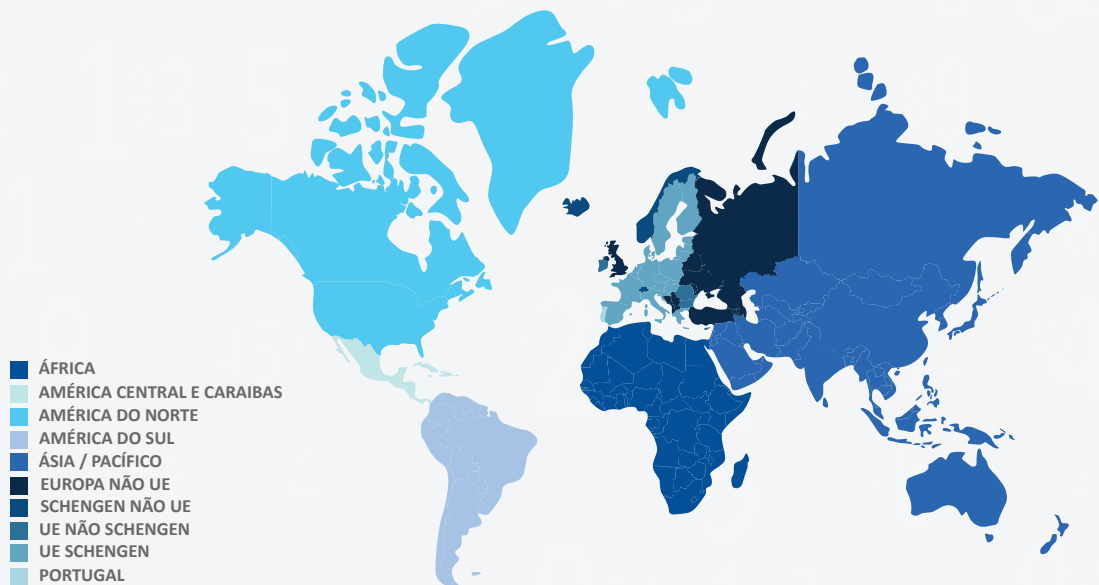 ÁFRICA
AMÉRICA CENTRAL E CARAIBAS
AMÉRICA DO NORTE
AMÉRICA DO SUL
ÁSIA / PACÍFICO
EUROPA NÃO UE
SCHENGEN NÃO UE
UE NÃO SCHENGEN
UE SCHENGEN
PORTUGAL